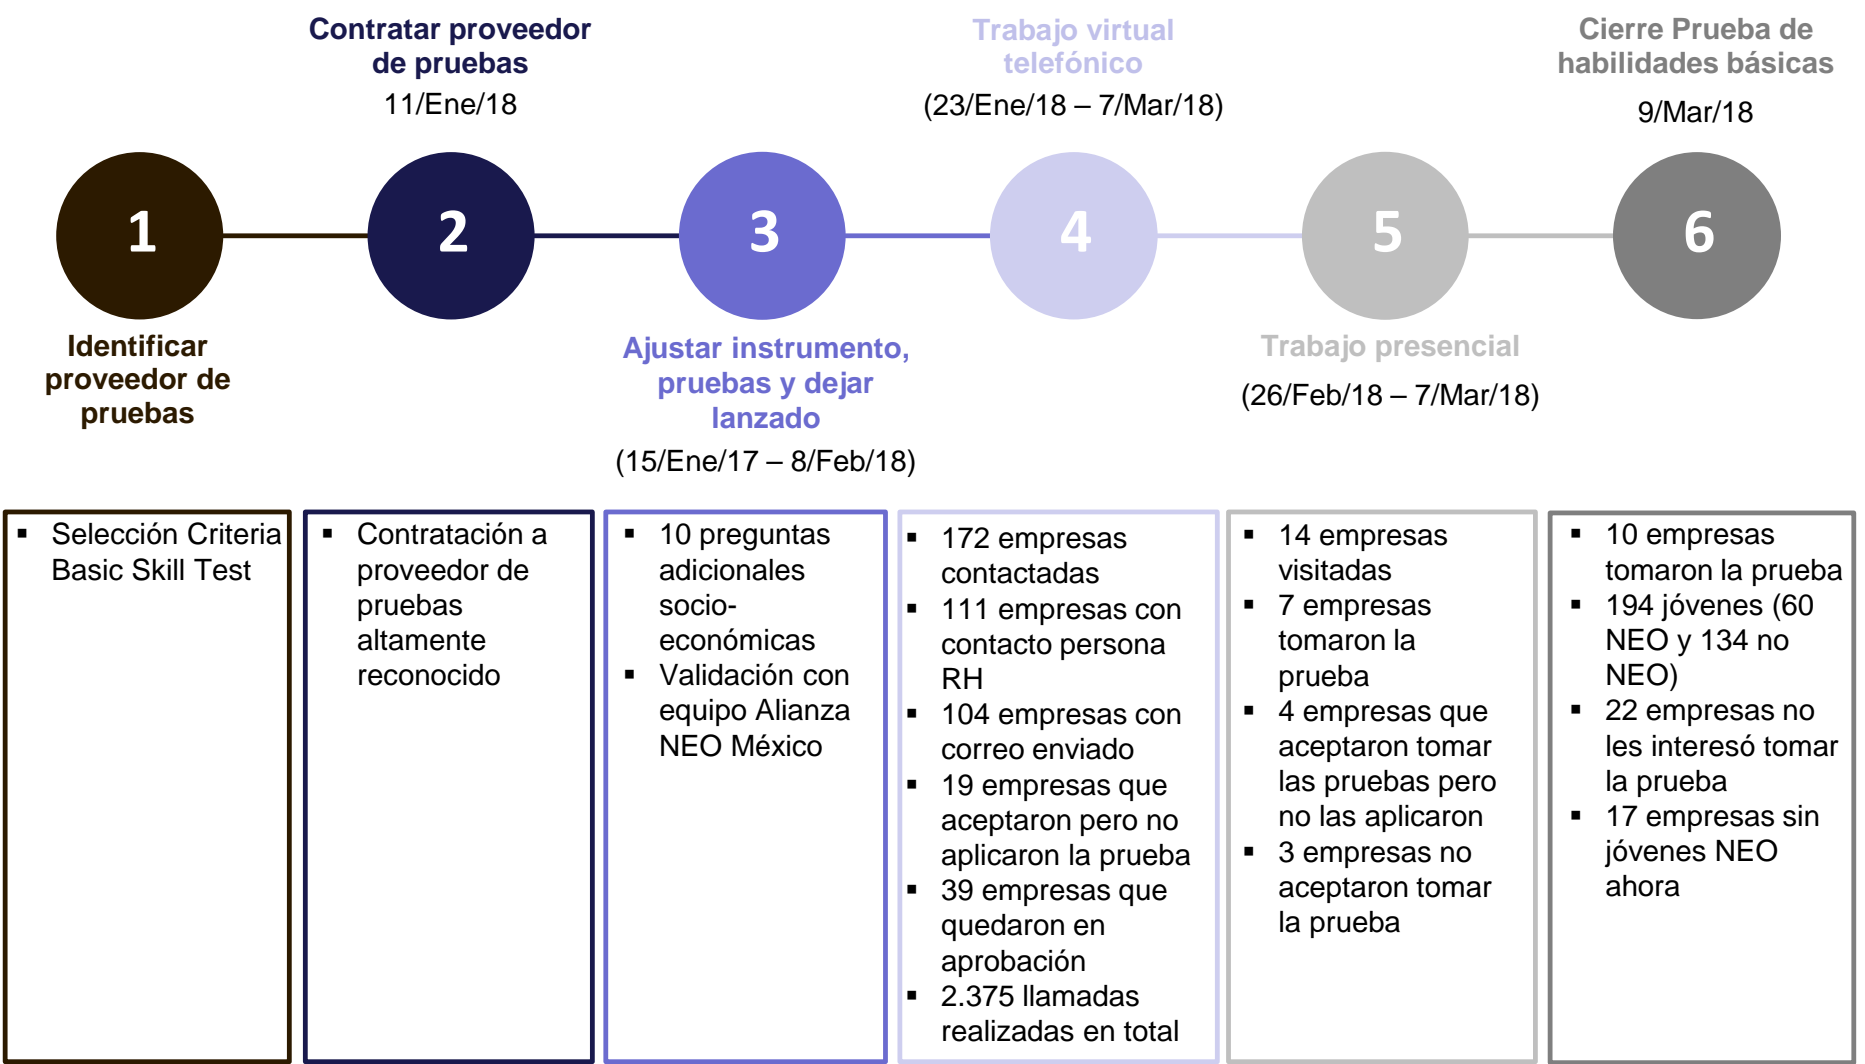 Contratar proveedor
de pruebas
11/Ene/18
Trabajo virtual
telefónico
(23/Ene/18 – 7/Mar/18)
Cierre Prueba de
habilidades básicas
9/Mar/18
1
2
3
4
5
6
Identificar
proveedor de
pruebas
Ajustar instrumento,
pruebas y dejar
lanzado
(15/Ene/17 – 8/Feb/18)
Trabajo presencial
(26/Feb/18 – 7/Mar/18)
▪ Selección Criteria
Basic Skill Test
▪ Contratación a
proveedor de
pruebas
altamente
reconocido
▪ 10 preguntas
adicionales
socio-
económicas
▪ Validación con
equipo Alianza
NEO México
▪ 172 empresas
contactadas
▪ 111 empresas con
contacto persona
RH
▪ 104 empresas con
correo enviado
▪ 19 empresas que
aceptaron pero no
aplicaron la prueba
▪ 39 empresas que
quedaron en
aprobación
▪ 2.375 llamadas
realizadas en total
▪ 14 empresas
visitadas
▪ 7 empresas
tomaron la
prueba
▪ 4 empresas que
aceptaron tomar
las pruebas pero
no las aplicaron
▪ 3 empresas no
aceptaron tomar
la prueba
▪ 10 empresas
tomaron la prueba
▪ 194 jóvenes (60
NEO y 134 no
NEO)
▪ 22 empresas no
les interesó tomar
la prueba
▪ 17 empresas sin
jóvenes NEO
ahora